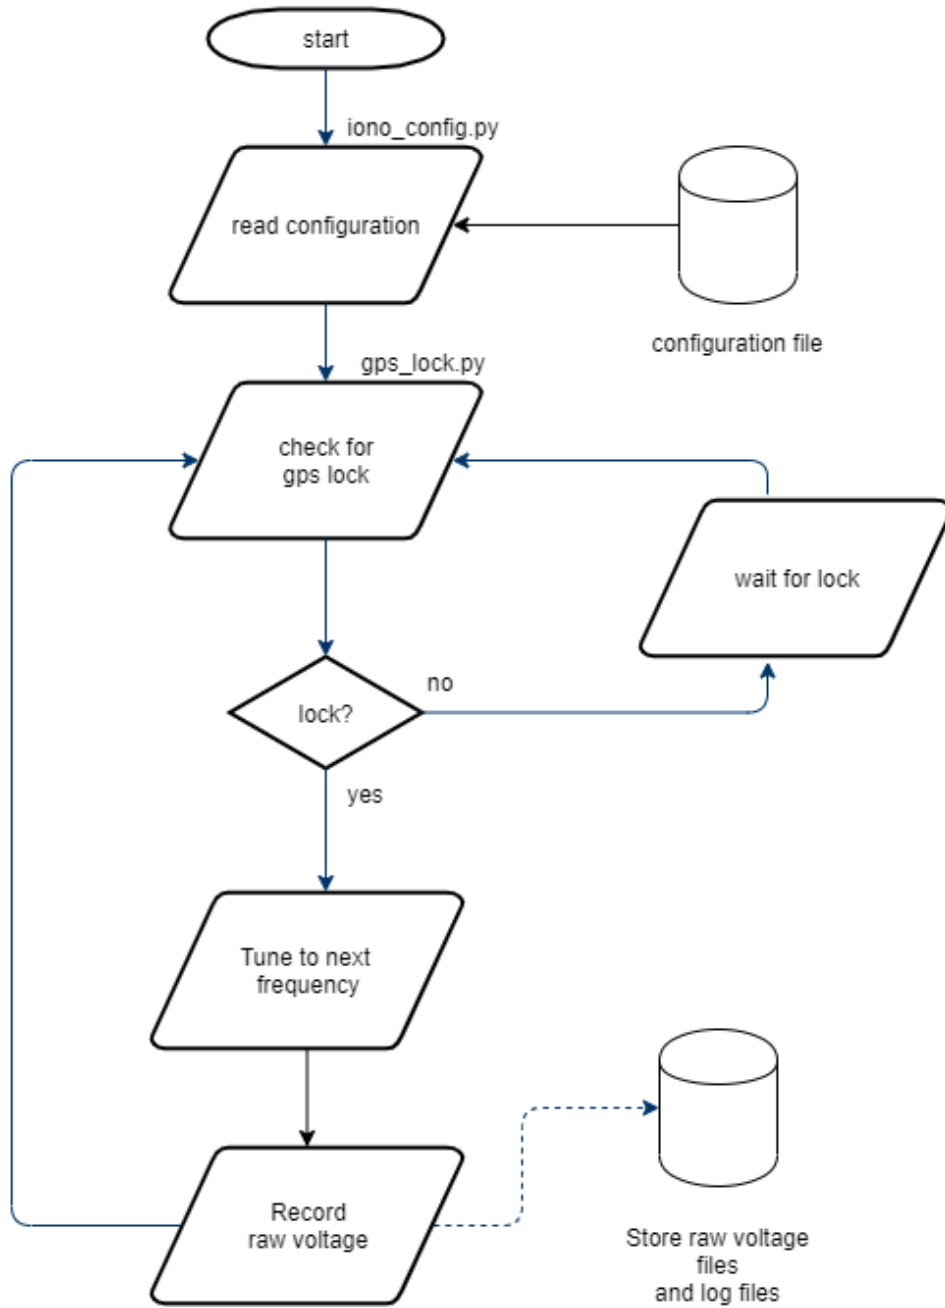 start
iono_config.py
read configuration
configuration file
gps_lock.py
check for
gps lock
wait for lock
no
lock?
yes
Tune to next
frequency
Record
raw voltage
Store raw voltage
files
and log files